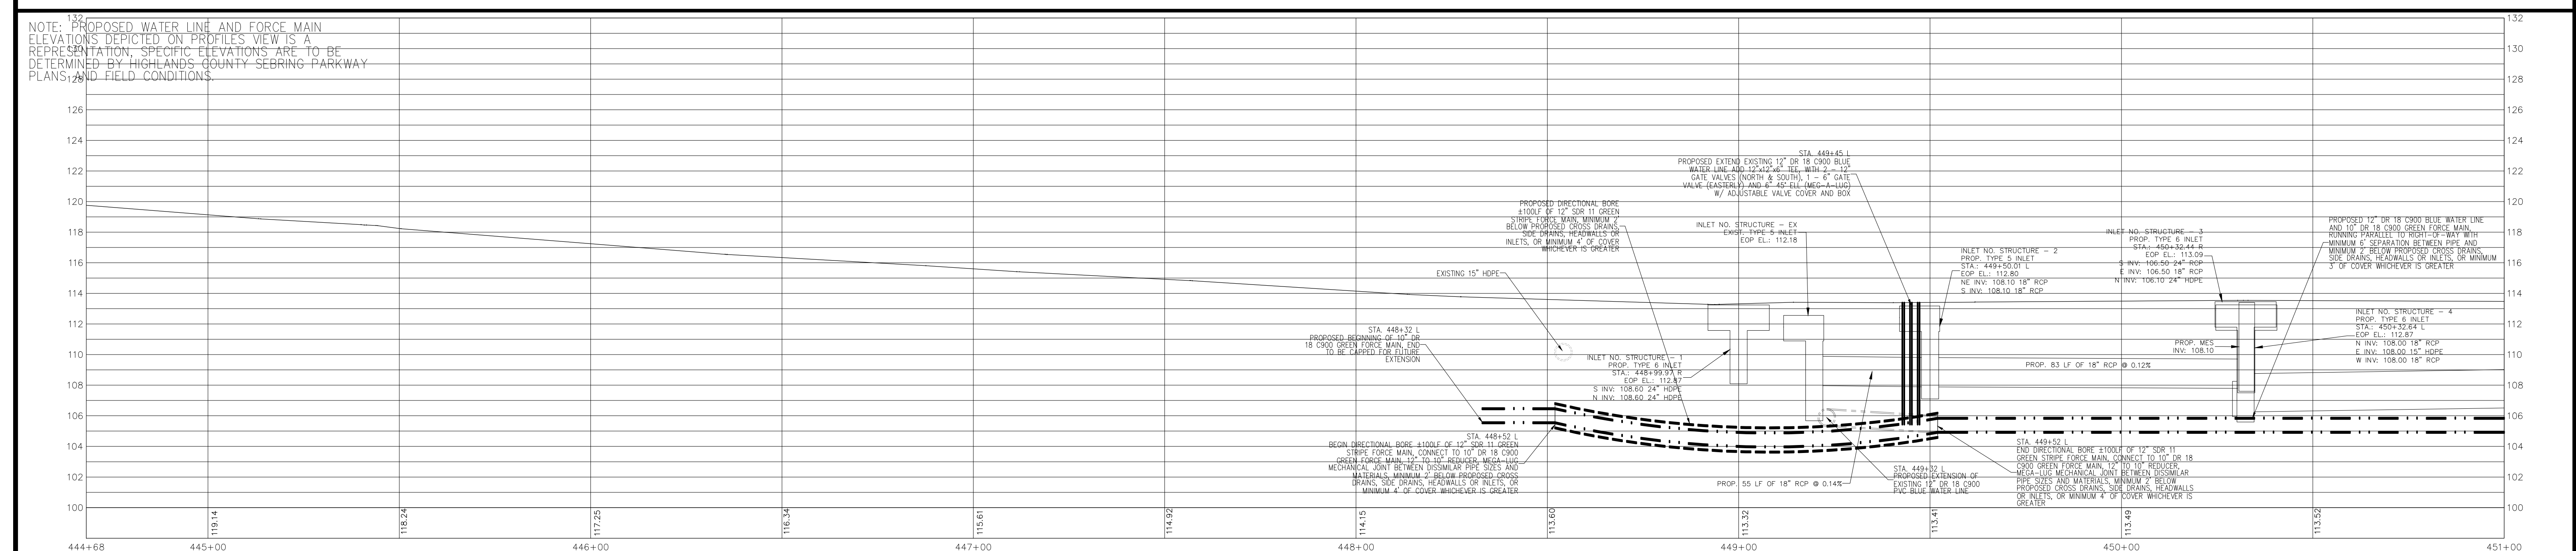 NOTE: PROPOSED WATER LINE AND FORCE MAIN
ELEVATIONS DEPICTED ON PROFILES VIEW IS A
REPRESENTATION, SPECIFIC ELEVATIONS ARE TO BE
DETERMINED BY HIGHLANDS COUNTY SEBRING PARKWAY
PLANS AND FIELD CONDITIONS.
132
130
128
126
124
122
120
118
116
114
112
110
108
106
104
102
100
STA. 448+32 L
PROPOSED BEGINNING OF 10" DR
18 C900 GREEN FORCE MAIN, END
TO BE CAPPED FOR FUTURE
EXTENSION
STA. 448+52 L
BEGIN DIRECTIONAL BORE ±100LF OF 12" SDR 11 GREEN
STRIPE FORCE MAIN, CONNECT TO 10" DR 18 C900
GREEN FORCE MAIN, 12" TO 10" REDUCER, MEGA-LUG
MECHANICAL JOINT BETWEEN DISSIMILAR PIPE SIZES AND
MATERIALS, MINIMUM 2' BELOW PROPOSED CROSS
DRAINS, SIDE DRAINS, HEADWALLS OR INLETS, OR
MINIMUM 4' OF COVER WHICHEVER IS GREATER
EXISTING 15" HDPE
PROPOSED DIRECTIONAL BORE
±100LF OF 12" SDR 11 GREEN
STRIPE FORCE MAIN, MINIMUM 2'
BELOW PROPOSED CROSS DRAINS,
SIDE DRAINS, HEADWALLS OR
INLETS, OR MINIMUM 4' OF COVER
WHICHEVER IS GREATER
INLET NO. STRUCTURE - 1
PROP. TYPE 6 INLET
STA.: 448+99.97 R
EOP EL.: 112.87
S INV: 108.60 24" HDPE
N INV: 108.60 24" HDPE
STA. 449+45 L
PROPOSED EXTEND EXISTING 12" DR 18 C900 BLUE
WATER LINE ADD 12"x12"x6" TEE, WITH 2 - 12"
GATE VALVES (NORTH & SOUTH), 1 - 6" GATE
VALVE (EASTERLY) AND 6" 45° ELL (MEG-A-LUG)
W/ ADJUSTABLE VALVE COVER AND BOX
INLET NO. STRUCTURE - EX
EXIST. TYPE 5 INLET
EOP EL.: 112.18
PROP. 55 LF OF 18" RCP @ 0.14%
STA. 449+32 L
PROPOSED EXTENSION OF
EXISTING 12" DR 18 C900
PVC BLUE WATER LINE
INLET NO. STRUCTURE - 2
PROP. TYPE 5 INLET
STA.: 449+50.01 L
EOP EL.: 112.80
NE INV: 108.10 18" RCP
S INV: 108.10 18" RCP
PROP. 83 LF OF 18" RCP @ 0.12%
STA. 449+52 L
END DIRECTIONAL BORE ±100LF OF 12" SDR 11
GREEN STRIPE FORCE MAIN, CONNECT TO 10" DR 18
C900 GREEN FORCE MAIN, 12" TO 10" REDUCER,
MEGA-LUG MECHANICAL JOINT BETWEEN DISSIMILAR
PIPE SIZES AND MATERIALS, MINIMUM 2' BELOW
PROPOSED CROSS DRAINS, SIDE DRAINS, HEADWALLS
OR INLETS, OR MINIMUM 4' OF COVER WHICHEVER IS
GREATER
INLET NO. STRUCTURE - 3
PROP. TYPE 6 INLET
STA.: 450+32.44 R
EOP EL.: 113.09
S INV: 106.50 24" RCP
E INV: 106.50 18" RCP
N INV: 106.10 24" HDPE
PROP. MES
INV: 108.10
PROPOSED 12" DR 18 C900 BLUE WATER LINE
AND 10" DR 18 C900 GREEN FORCE MAIN,
RUNNING PARALLEL TO RIGHT-OF-WAY WITH
MINIMUM 6' SEPARATION BETWEEN PIPE AND
MINIMUM 2' BELOW PROPOSED CROSS DRAINS,
SIDE DRAINS, HEADWALLS OR INLETS, OR MINIMUM
3' OF COVER WHICHEVER IS GREATER
INLET NO. STRUCTURE - 4
PROP. TYPE 6 INLET
STA.: 450+32.64 L
EOP EL.: 112.87
N INV: 108.00 18" RCP
E INV: 108.00 15" HDPE
W INV: 108.00 18" RCP
132
130
128
126
124
122
120
118
116
114
112
110
108
106
104
102
100
119.14
118.24
117.25
116.34
115.61
114.92
114.15
113.60
113.32
113.41
113.49
113.52
444+68
445+00
446+00
447+00
448+00
449+00
450+00
451+00